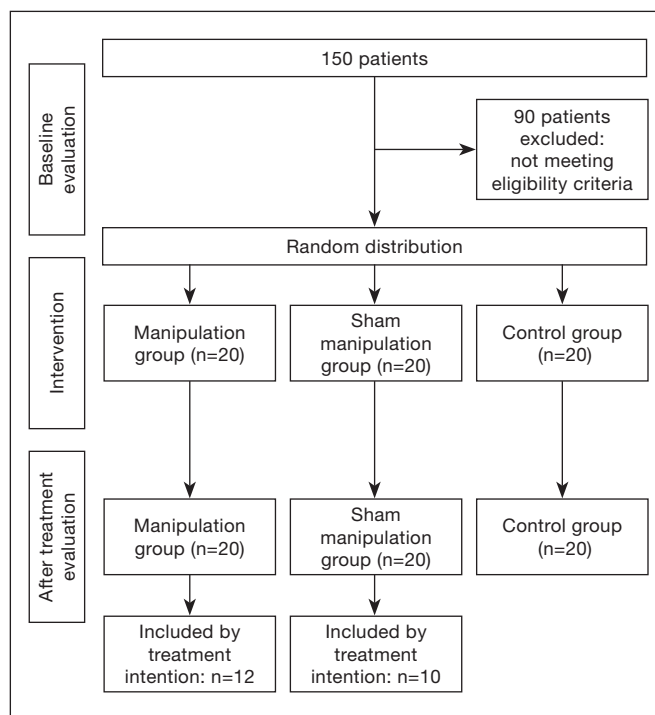 150 patients
Baseline
evaluation
90 patients
excluded:
not meeting
eligibility criteria
Random distribution
Intervention
Manipulation
group (n=20)
Sham
manipulation
group (n=20)
Control group
(n=20)
After treatment
evaluation
Manipulation
group (n=20)
Sham
manipulation
group (n=20)
Control group
(n=20)
Included by
treatment
intention: n=12
Included by
treatment
intention: n=10